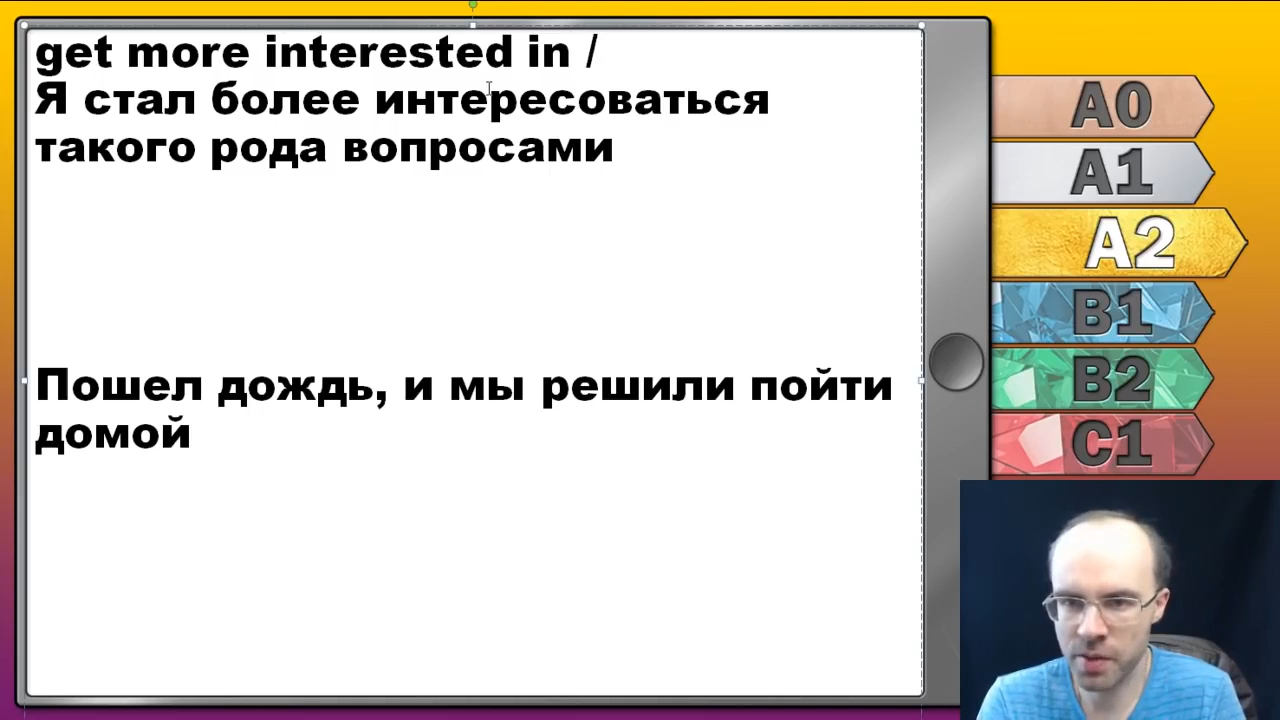 get more interested in /
Я стал более интересоваться
такого рода вопросами
Пошел дождь, и мы решили пойти
домой
A0
A1
A2
B1
B2
C1